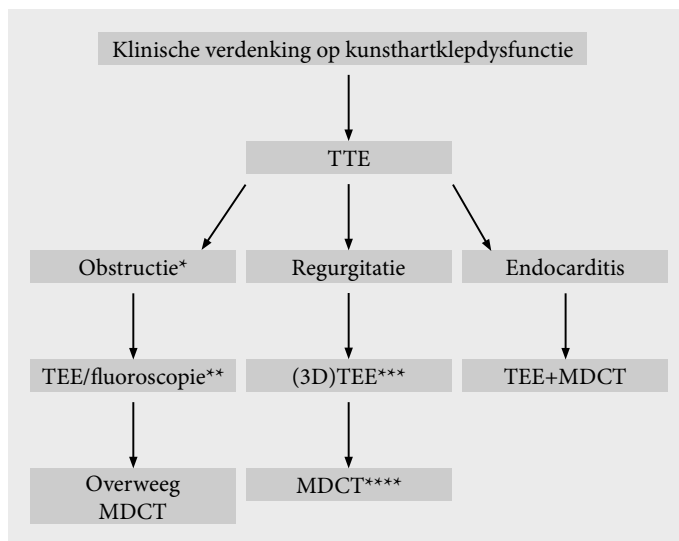 Klinische verdenking op kunsthartklepdysfunctie
TTE
Obstructie*
Regurgitatie
Endocarditis
TEE/fluoroscopie**
(3D)TEE***
TEE+MDCT
Overweeg
MDCT
MDCT****